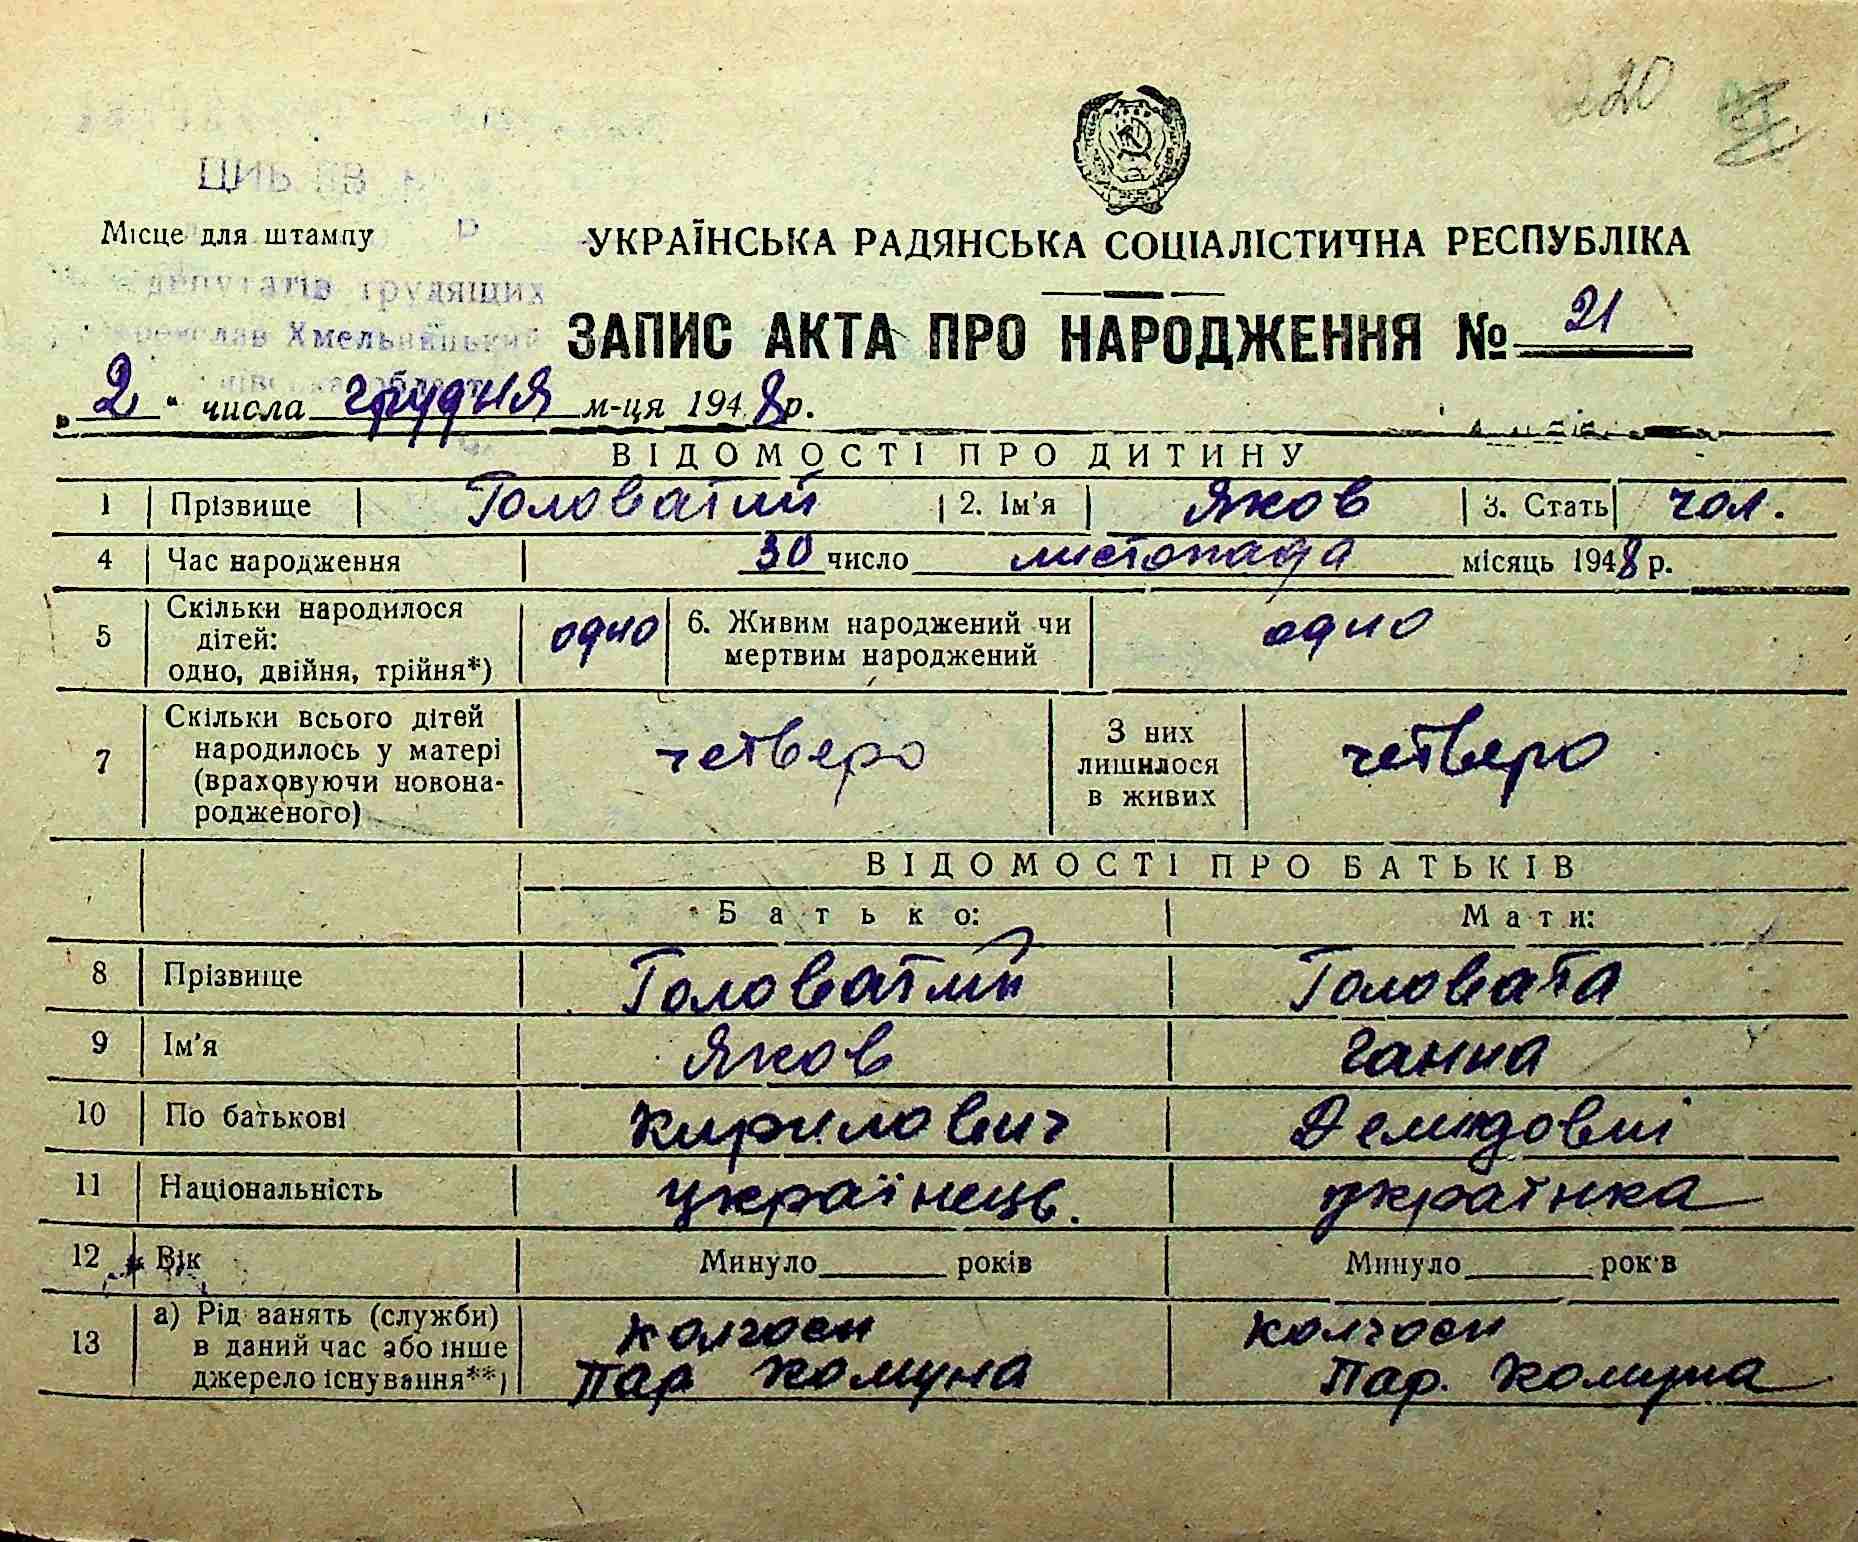 220
Місце для штампу
депутатів трудящих
Хмельницький
УКРАЇНСЬКА РАДЯНСЬКА СОЦІАЛІСТИЧНА РЕСПУБЛІКА
ЗАПИС АКТА ПРО НАРОДЖЕННЯ № 21
„2“ числа грудня м-ця 1948 р.
ВІДОМОСТІ ПРО ДИТИНУ
1 Прізвище Головатий 2. Ім'я Яков 3. Стать чол.
4 Час народження 30 число листопада місяць 1948 р.
5 Скільки народилося дітей: одно, двійня, трійня*) одно 6. Живим народжений чи мертвим народжений одно
7 Скільки всього дітей народилось у матері (враховуючи новона-родженого) четверо З них лишилося в живих четверо
ВІДОМОСТІ ПРО БАТЬКІВ
Батько: Мати:
8 Прізвище Головатий Головата
9 Ім'я Яков Ганна
10 По батькові Кирилович
11 Національність українець. українка
12 Вік Минуло років Минуло рок в
13 а) Рід занять (служби) в даний час або інше джерело існування**) колгосп Пар Комуна колгосп Пар. Комуна